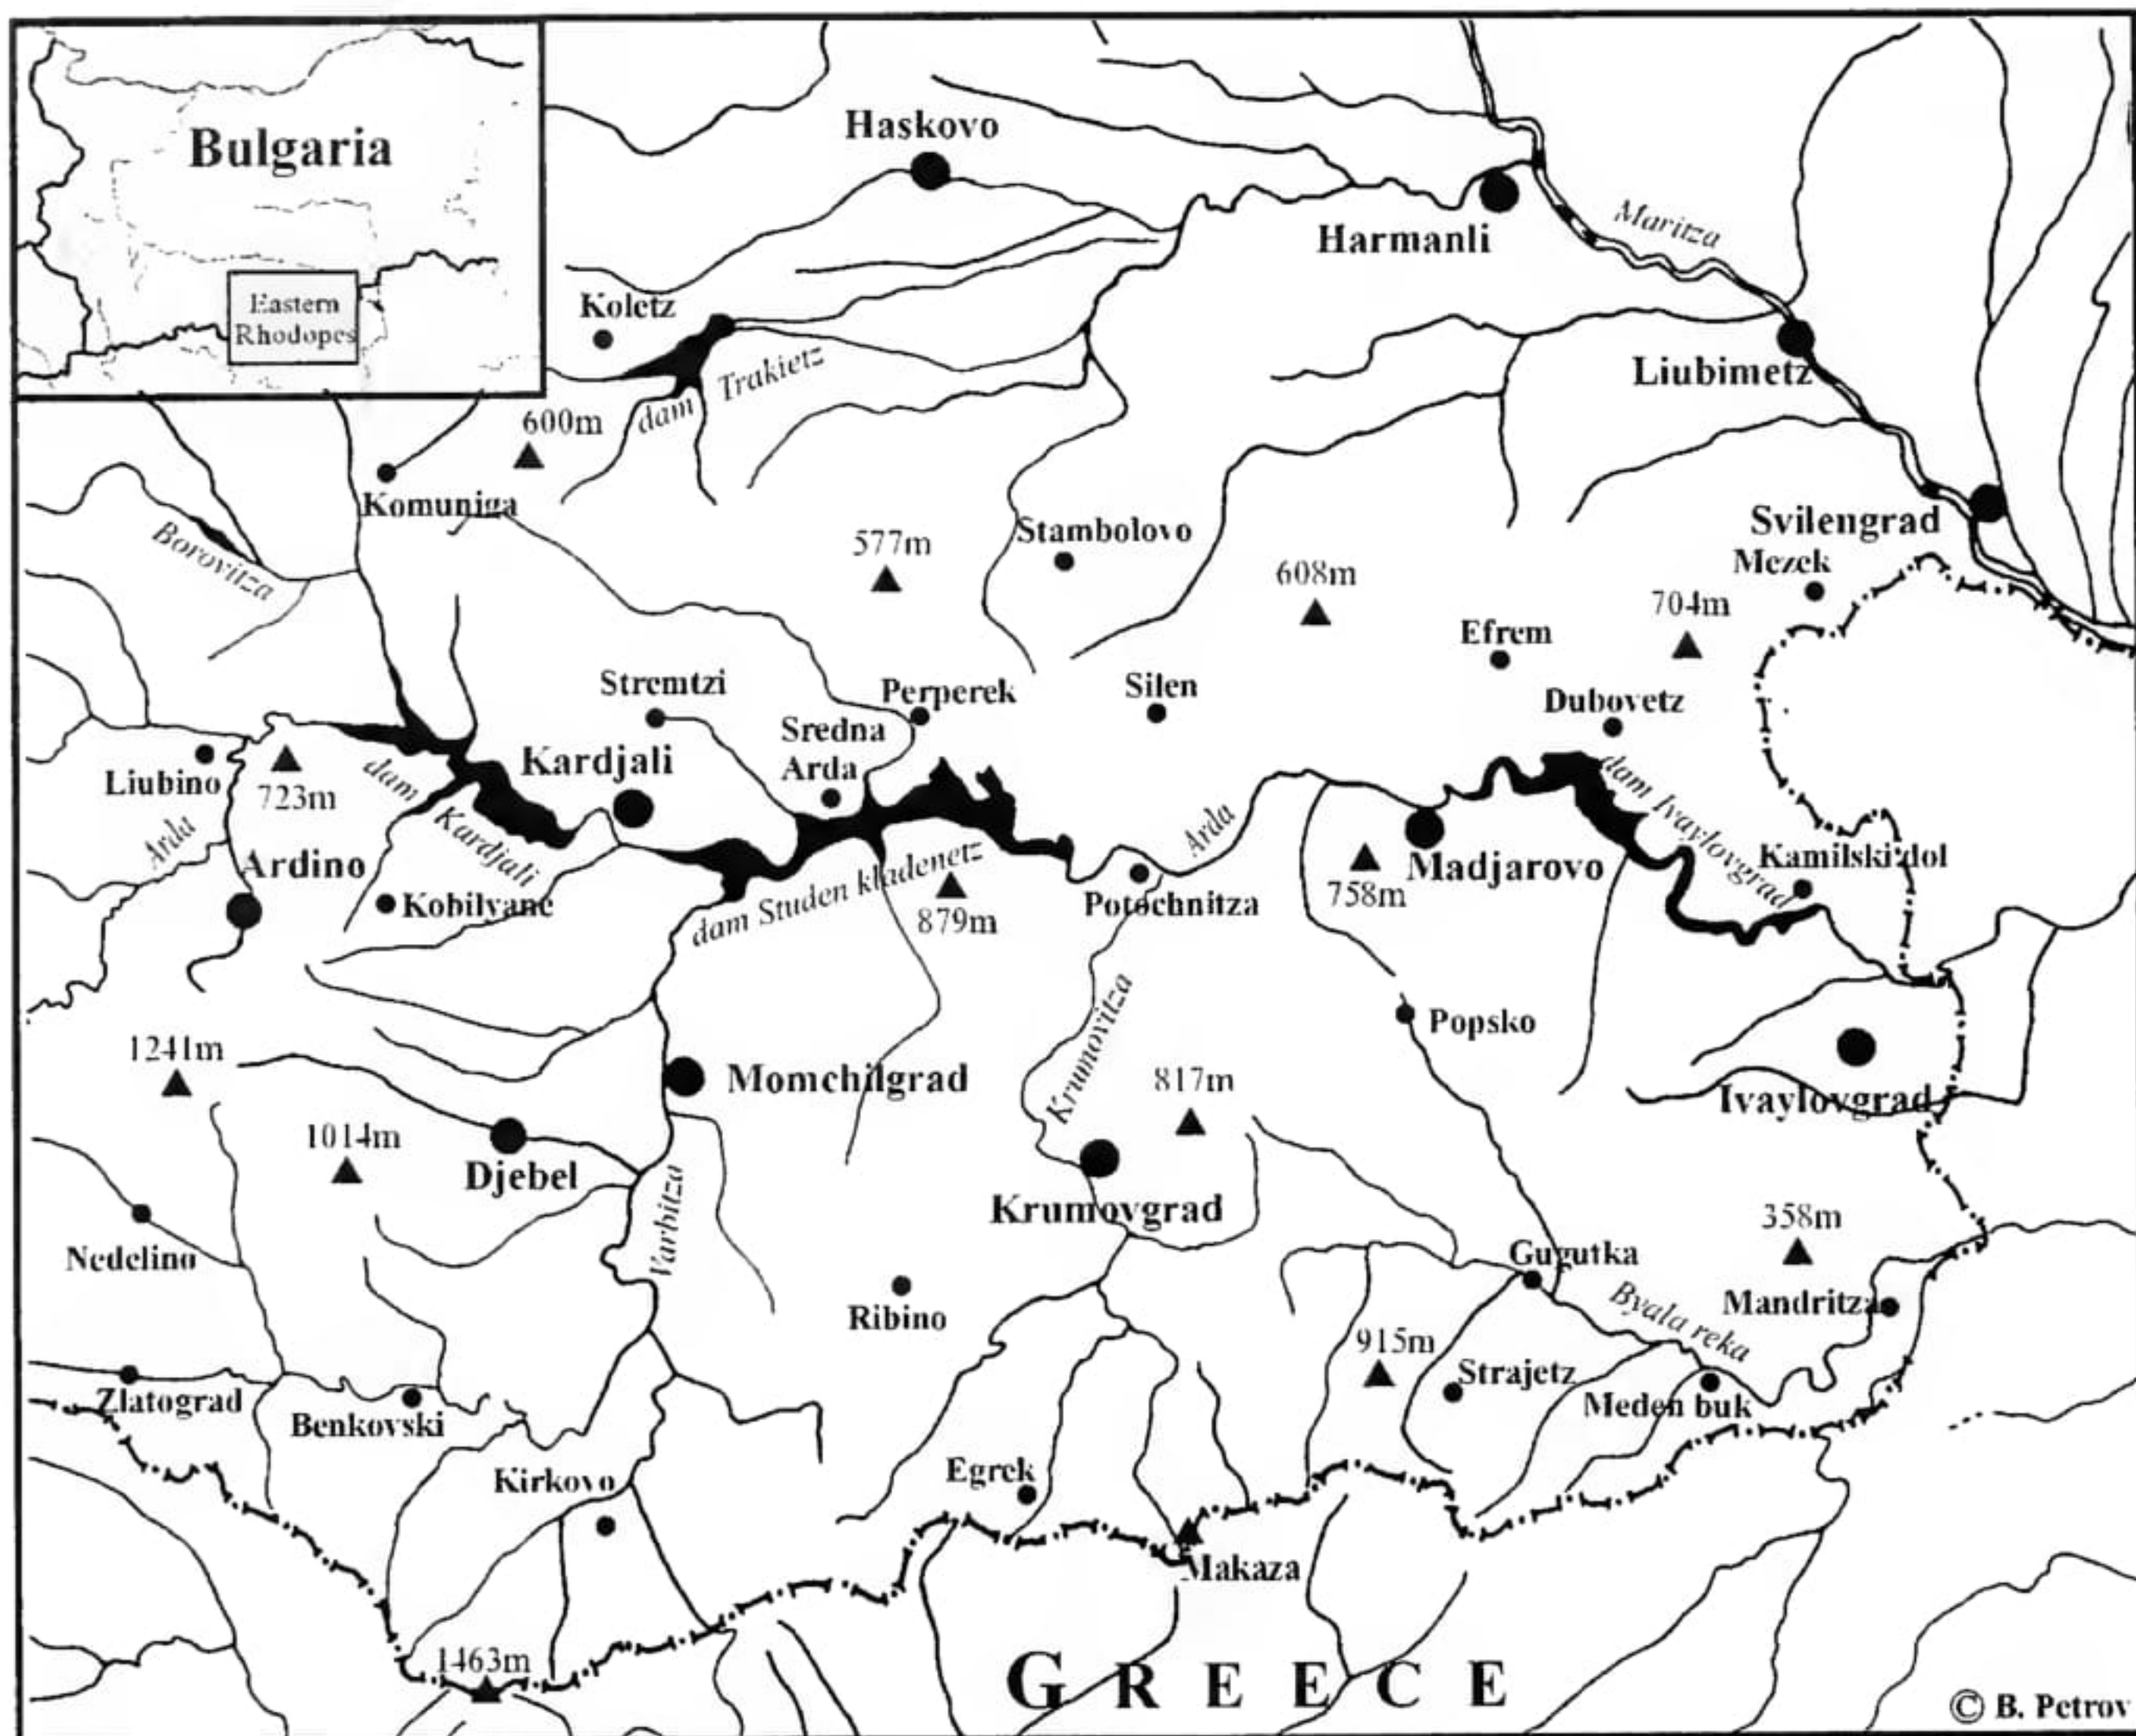 Bulgaria
Eastern
Rhodopes
Haskovo
Harmanli
Maritza
Koletz
dam Trakietz
Liubimetz
600m
Komuniga
Borovitza
577m
Stambolovo
608m
Svilengrad
Mezek
704m
Efrem
Stremtzi
Perperek
Silen
Dubovetz
Sredna
Arda
Kardjali
Liubino
723m
dam Kardjali
Arda
Arda
dam Ivaylovgrad
Ardino
Kobilyane
dam Studen kladenetz
879m
Potochnitza
758m
Madjarovo
Kamilski dol
Krumovitza
Popsko
1241m
Momchilgrad
817m
Ivaylovgrad
1014m
Djebel
Varbitza
Krumovgrad
358m
Nedelino
Gugutka
Ribino
Byala reka
Mandritza
915m
Strajetz
Zlatograd
Benkovski
Meden buk
Kirkovo
Egrek
Makaza
1463m
GREECE
© B. Petrov